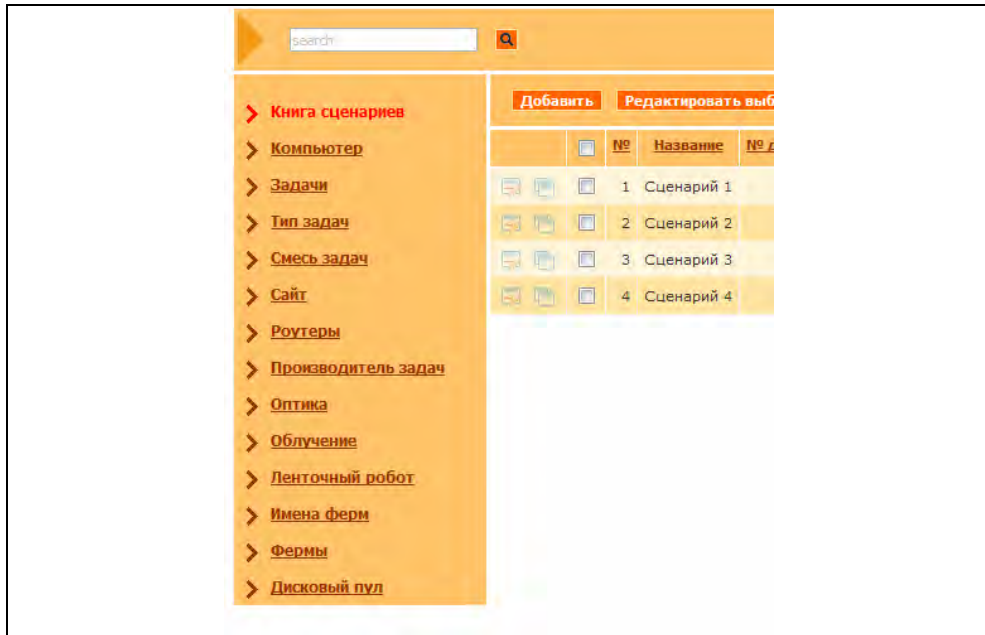 search
Добавить Редактировать выб
№ Название № д
1 Сценарий 1
2 Сценарий 2
3 Сценарий 3
4 Сценарий 4
Книга сценариев
Компьютер
Задачи
Тип задач
Смесь задач
Сайт
Роутеры
Производитель задач
Оптика
Облучение
Ленточный робот
Имена ферм
Фермы
Дисковый пул